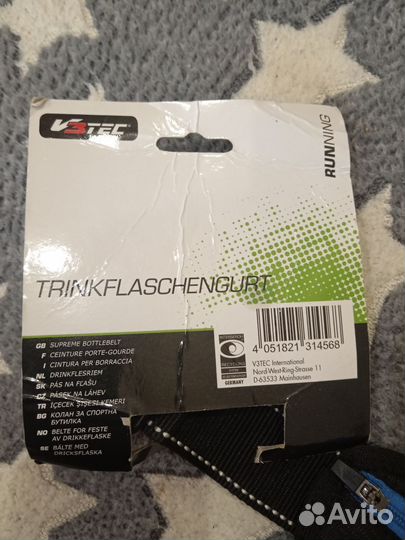 V3TEC
RUNNING
TRINKFLASCHENGURT
GB SUPREME BOTTLEBELT
F CEINTURE PORTE-GOURDE
I CINTURA PER BORRACCIA
NL DRINKFLESRIEM
SK PÁS NA FĽAŠU
CZ PÁSEK NA LÁHEV
TR İÇECEK ŞİŞESİ KEMERİ
BG КОЛАН ЗА СПОРТНА
БУТИЛКА
NO BELTE FOR FESTE
AV DRIKKEFLASKE
SE BÄLTE MED
DRICKSFLASKA
GERMANY
4 051821 314568
V3TEC International
Nord-West-Ring-Strasse 11
D-63533 Mainhausen
Avito